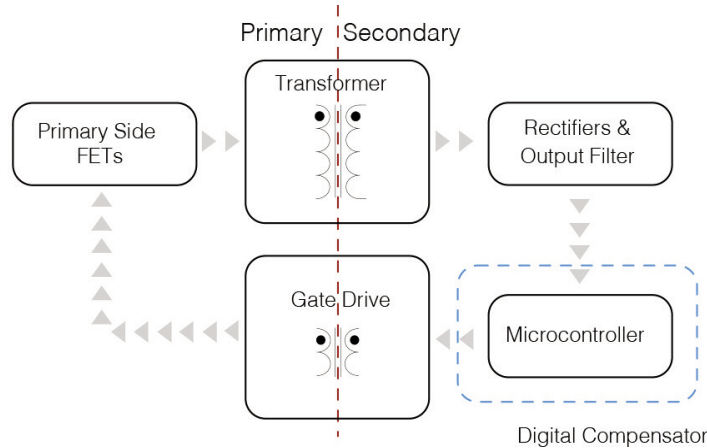 Primary Secondary
Transformer
Primary Side
FETs
Rectifiers &
Output Filter
Gate Drive
Microcontroller
Digital Compensator